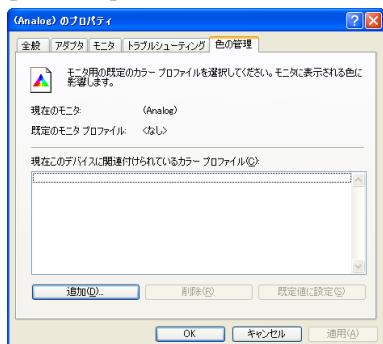 (Analog) のプロパティ
全般 アダプタ モニタ トラブルシューティング 色の管理
モニタ用の既定のカラー プロファイルを選択してください。モニタに表示される色に
影響します。
現在のモニタ: (Analog)
既定のモニタ プロファイル: <なし>
現在このデバイスに関連付けられているカラー プロファイル(C):
追加(D)... 削除(R) 既定値に設定(S)
OK キャンセル 適用(A)